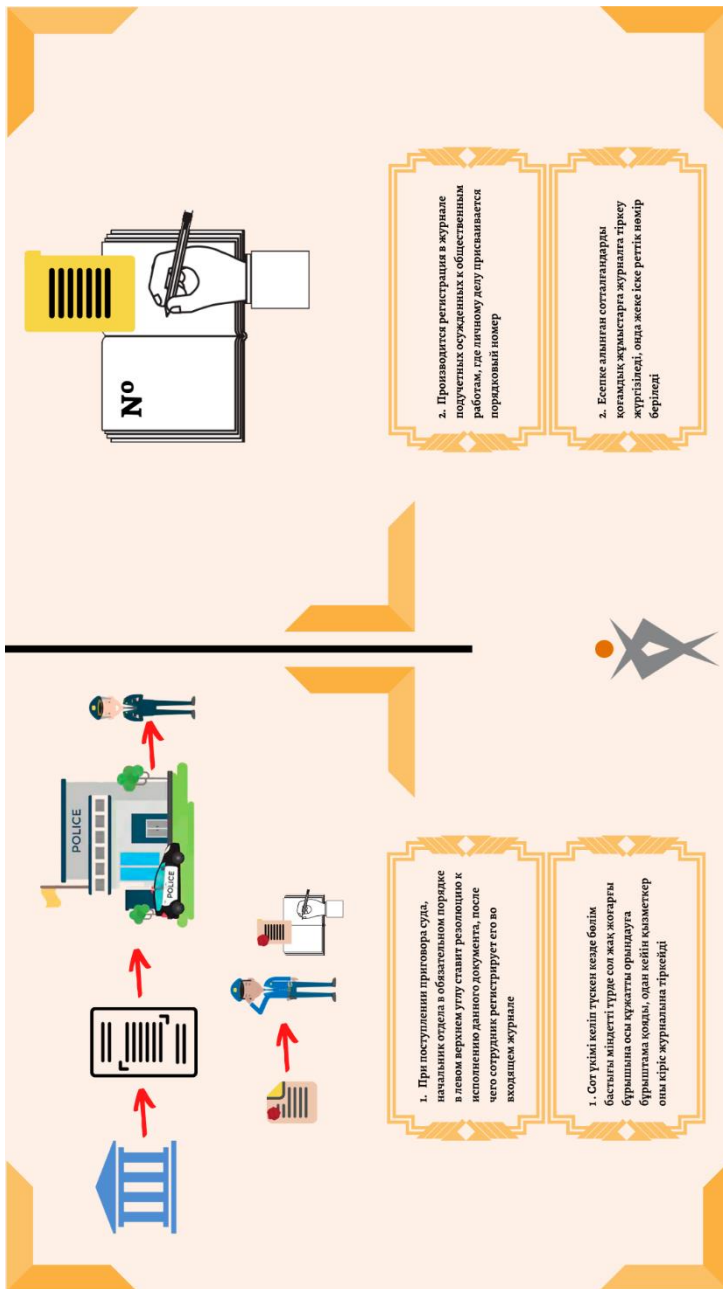 POLICE
POLICE
1. При поступлении приговора суда,
начальник отдела в обязательном порядке
в левом верхнем углу ставит резолюцию к
исполнению данного документа, после
чего сотрудник регистрирует его во
входящем журнале
1 . Сот үкімі келіп түскен кезде бөлім
бастығы міндетті түрде сол жақ жоғарғы
бұрышына осы құжатты орындауға
бұрыштама қояды, одан кейін қызметкер
оны кіріс журналына тіркейді
Nº
2. Производится регистрация в журнале
подучетных осужденных к общественным
работам, где личному делу присваивается
порядковый номер
2. Есепке алынған сотталғандарды
қоғамдық жұмыстарға журналға тіркеу
жүргізіледі, онда жеке іске реттік нөмір
беріледі